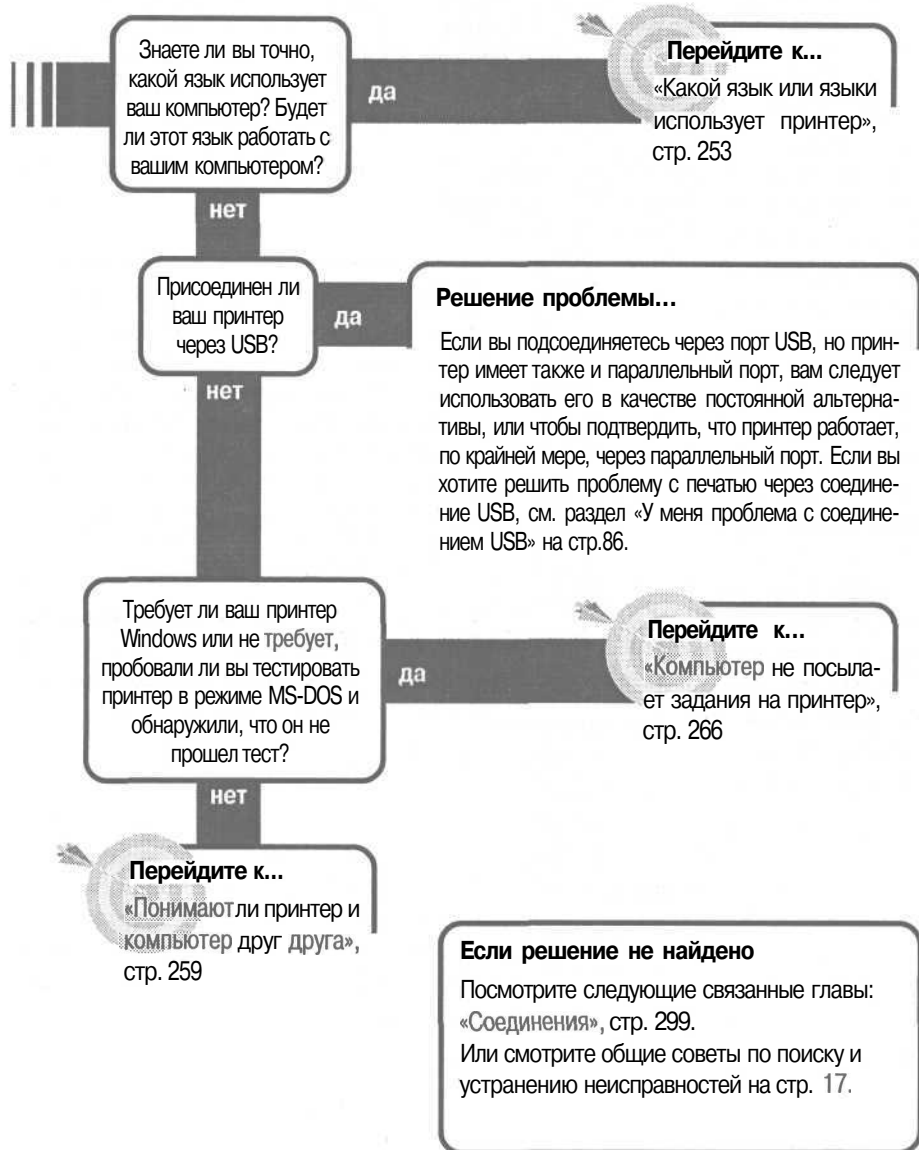 Знаете ли вы точно,
какой язык использует
ваш компьютер? Будет
ли этот язык работать с
вашим компьютером?
да
Перейдите к...
«Какой язык или языки
использует принтер»,
стр. 253
нет
Присоединен ли
ваш принтер
через USB?
да
Решение проблемы...
Если вы подсоединяетесь через порт USB, но прин-
тер имеет также и параллельный порт, вам следует
использовать его в качестве постоянной альтерна-
тивы, или чтобы подтвердить, что принтер работает,
по крайней мере, через параллельный порт. Если вы
хотите решить проблему с печатью через соедине-
ние USB, см. раздел «У меня проблема с соедине-
нием USB» на стр.86.
нет
Требует ли ваш принтер
Windows или не требует,
пробовали ли вы тестировать
принтер в режиме MS-DOS и
обнаружили, что он не
прошел тест?
да
Перейдите к...
«Компьютер не посыла-
ет задания на принтер»,
стр. 266
нет
Перейдите к...
«Понимают ли принтер и
компьютер друг друга»,
стр. 259
Если решение не найдено
Посмотрите следующие связанные главы:
«Соединения», стр. 299.
Или смотрите общие советы по поиску и
устранению неисправностей на стр. 17.